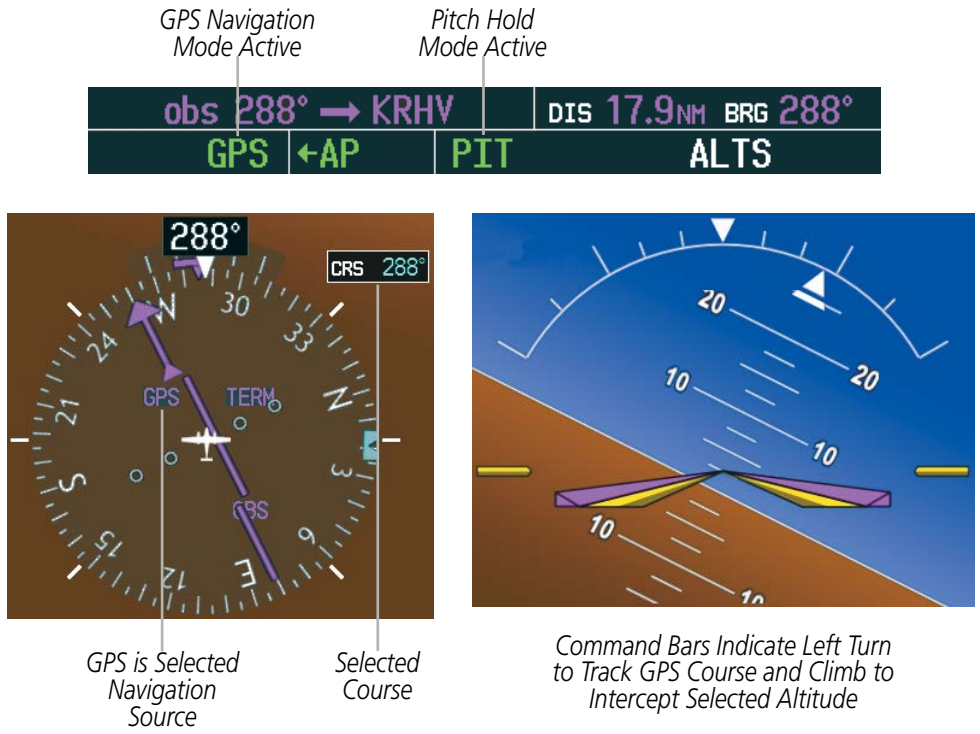 GPS Navigation
Mode Active
Pitch Hold
Mode Active
obs 288° → KRHV
DIS 17.9NM BRG 288°
GPS
←AP
PIT
ALTS
288°
CRS 288°
W
30
33
N
3
6
E
12
15
S
21
24
GPS
TERM
OBS
20
20
10
10
10
10
GPS is Selected
Navigation
Source
Selected
Course
Command Bars Indicate Left Turn
to Track GPS Course and Climb to
Intercept Selected Altitude